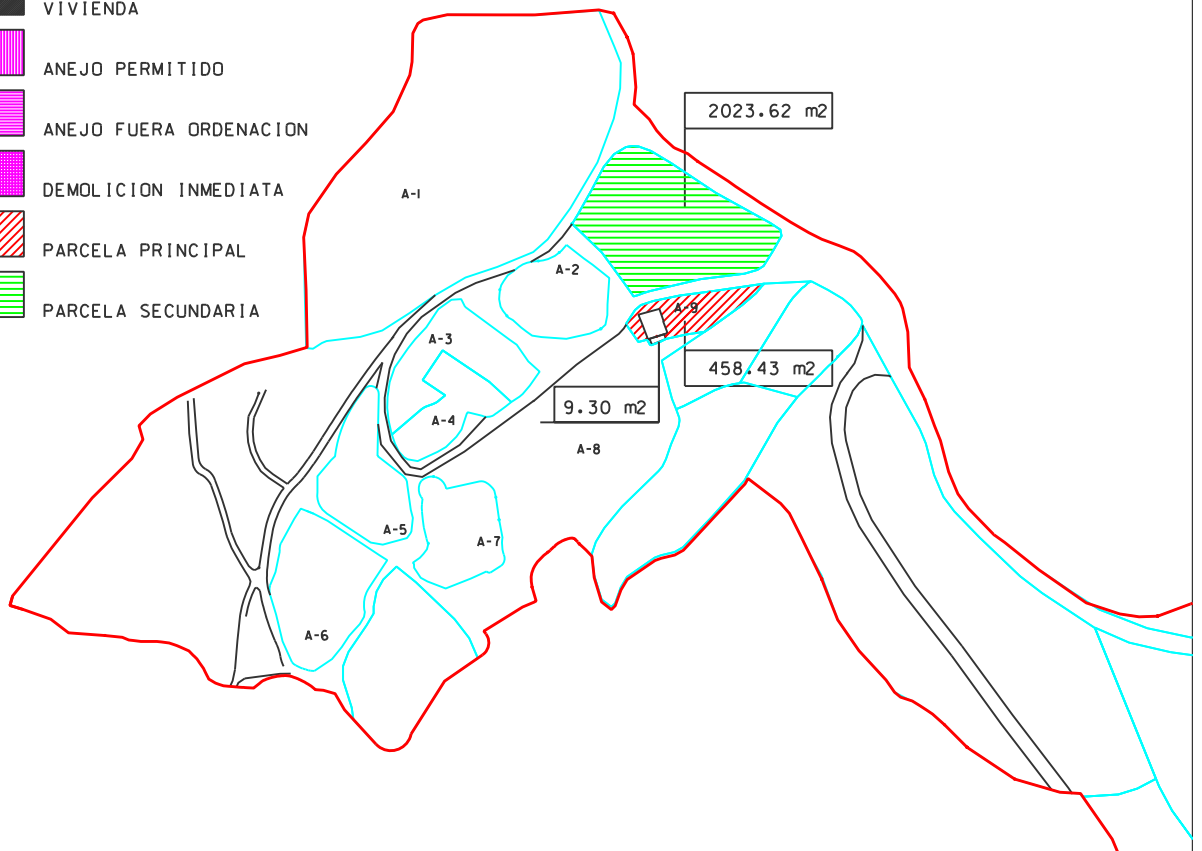 VIVIENDA
ANEJO PERMITIDO
ANEJO FUERA ORDENACION
DEMOLICION INMEDIATA
PARCELA PRINCIPAL
PARCELA SECUNDARIA
2023.62 m2
A-1
A-2
A-9
A-3
458.43 m2
9.30 m2
A-4
A-8
A-5
A-7
A-6